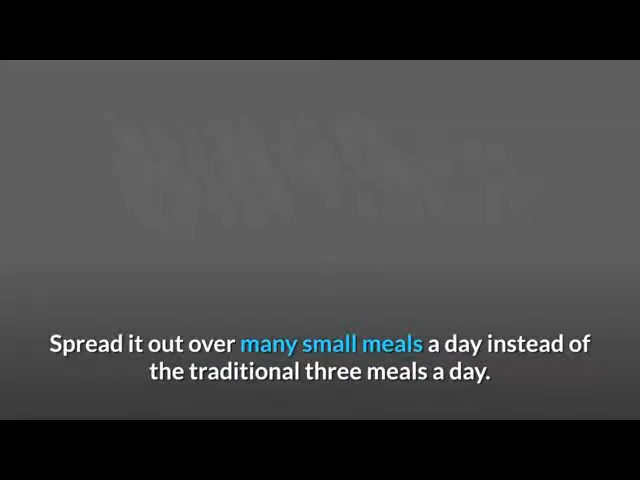 Spread it out over many small meals a day instead of
the traditional three meals a day.